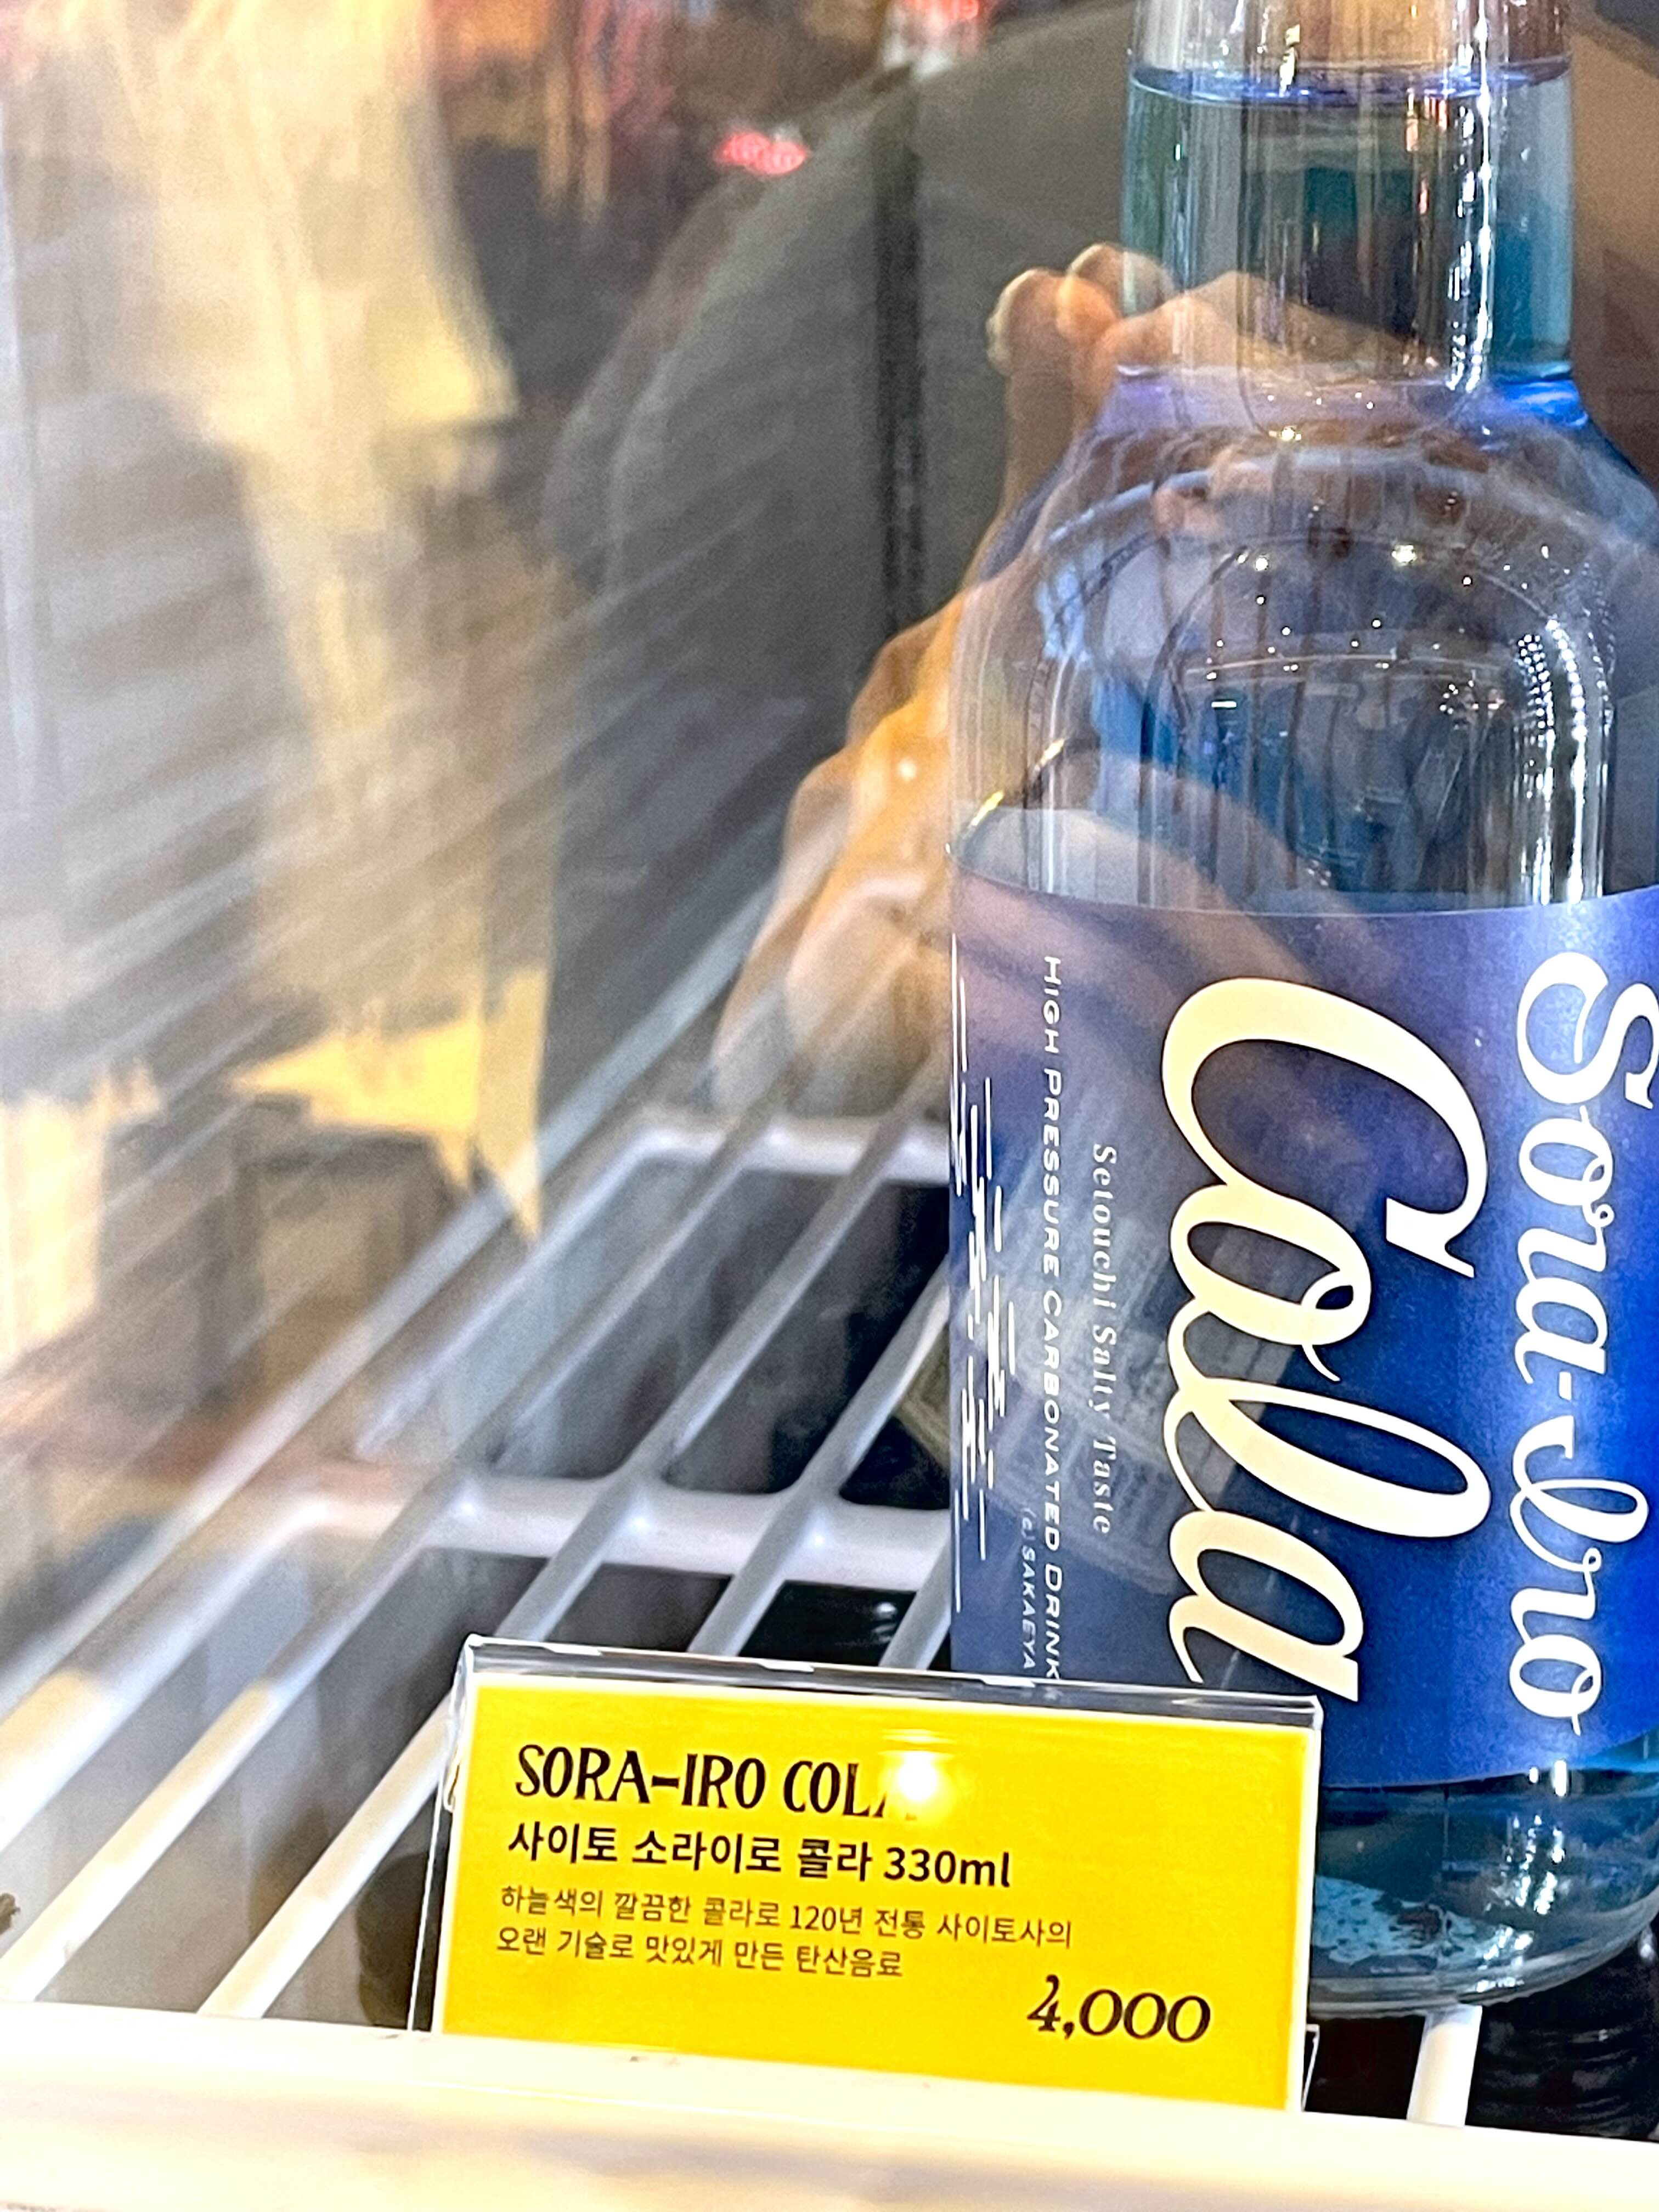 Sora-Iro
Cola
Setouchi Salty Taste
HIGH PRESSURE CARBONATED DRINK
(c) SAKAEYA
SORA-IRO COLA
사이토 소라이로 콜라 330ml
하늘색의 깔끔한 콜라로 120년 전통 사이토사의
오랜 기술로 맛있게 만든 탄산음료
4,000